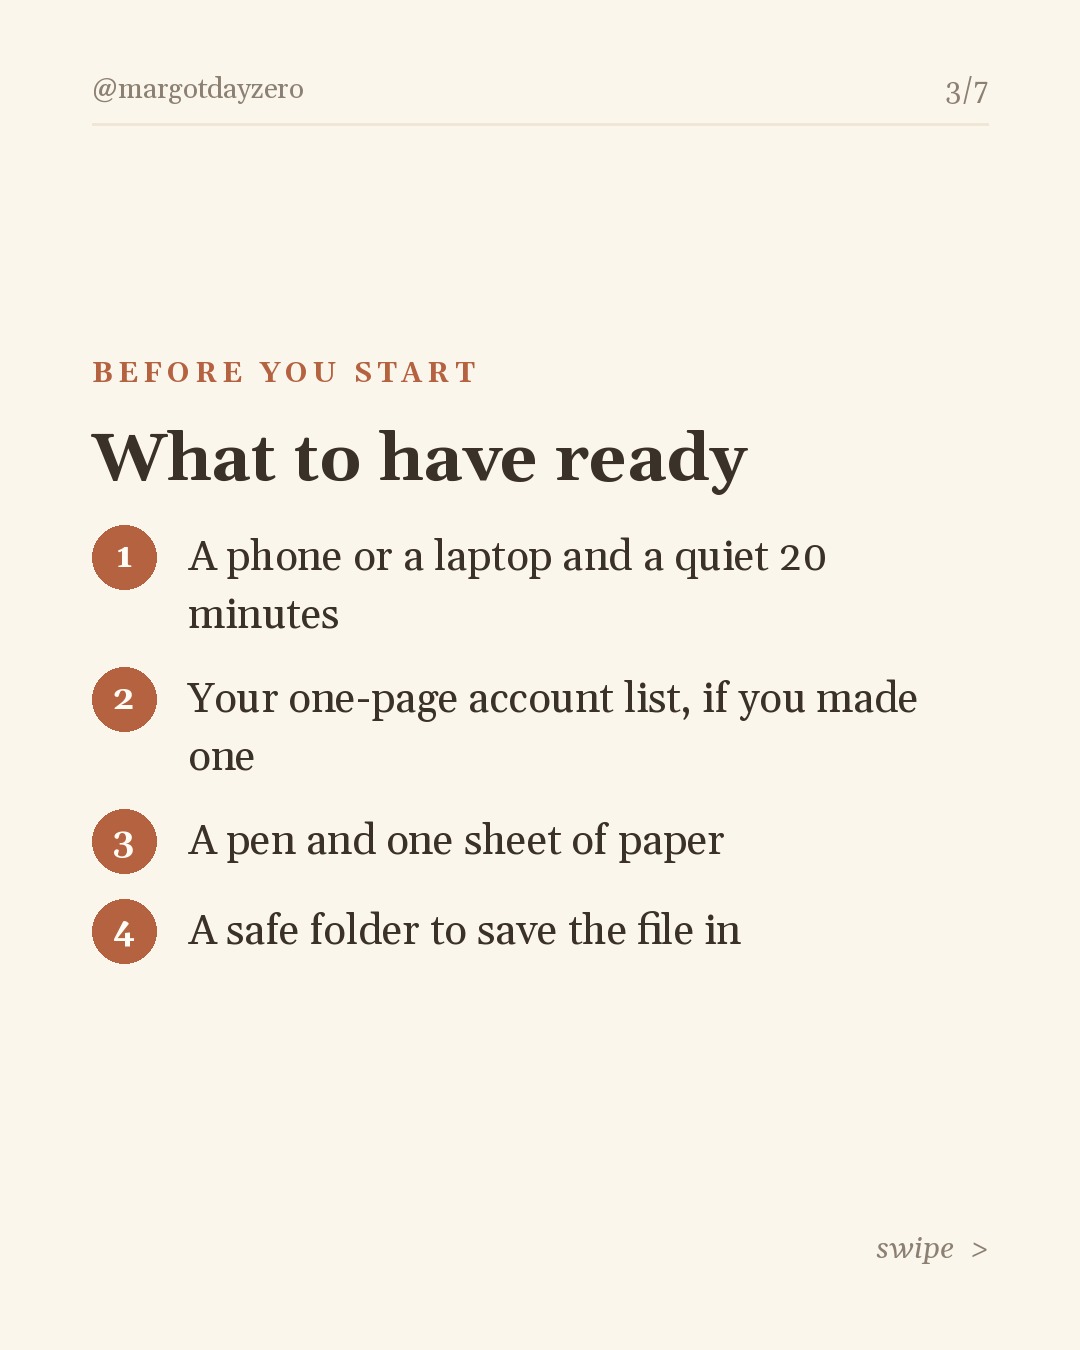 @margotdayzero
3/7
BEFORE YOU START
What to have ready
1 A phone or a laptop and a quiet 20
minutes
2 Your one-page account list, if you made
one
3 A pen and one sheet of paper
4 A safe folder to save the file in
swipe >